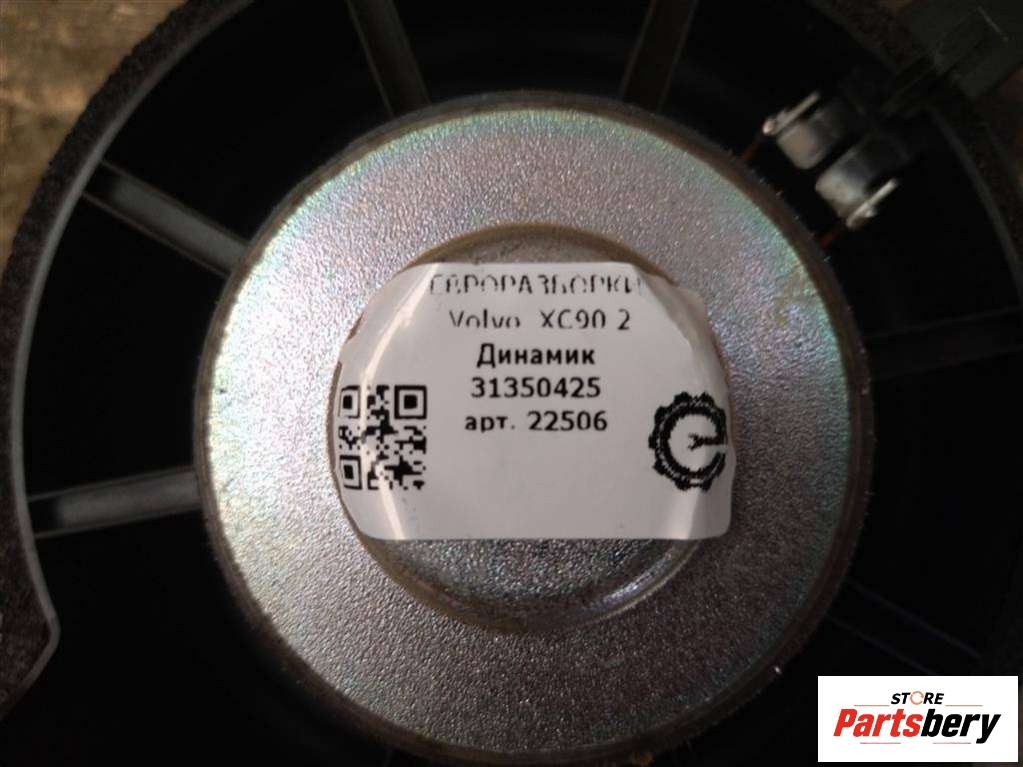 ЕВРОРАЗБОРКИ
Volvo XC90 2
Динамик
31350425
арт. 22506
STORE
Partsbery